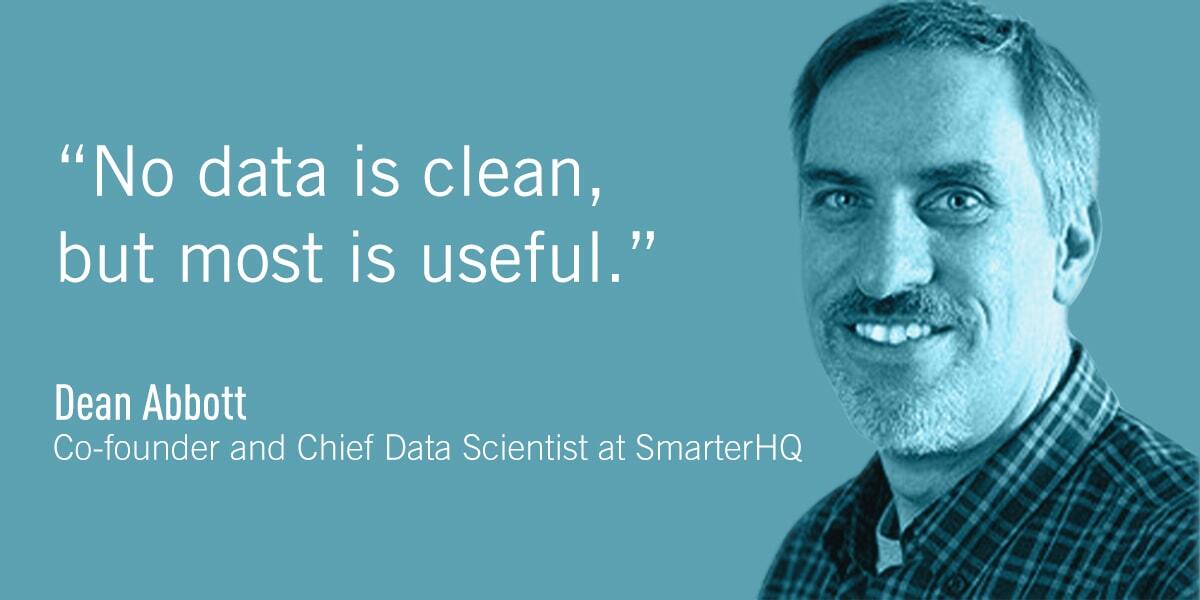 “No data is clean,
but most is useful.”
Dean Abbott
Co-founder and Chief Data Scientist at SmarterHQ